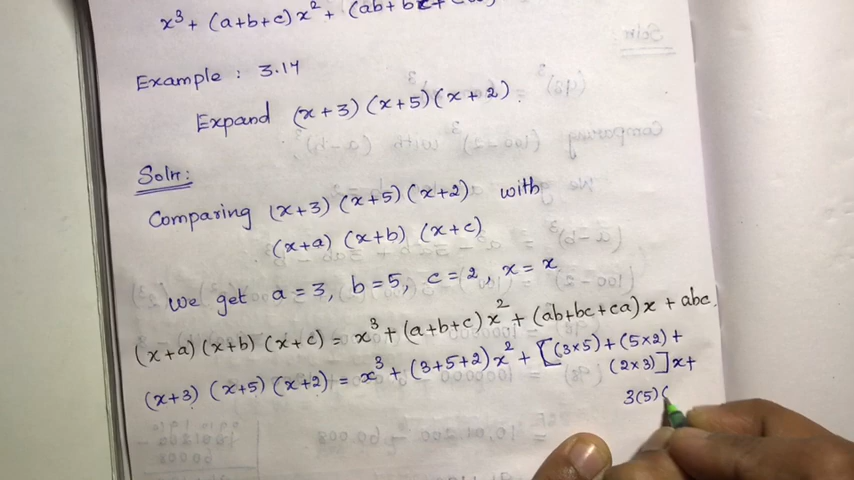 x³ + (a+b+c) x² + (ab + bc +
Example : 3.14
Expand (x+3) (x+5) (x+2).
Soln:
Comparing (x+3) (x+5) (x+2) with
(x+a) (x+b) (x+c)
We get a = 3, b = 5, c = 2, x = x
(x+a) (x+b) (x+c) = x³ + (a+b+c) x² + (ab+bc+ca) x + abc.
(x+3) (x+5) (x+2) = x³ + (3+5+2) x² + [(3×5) + (5×2) +
(2×3)] x +
3(5)(